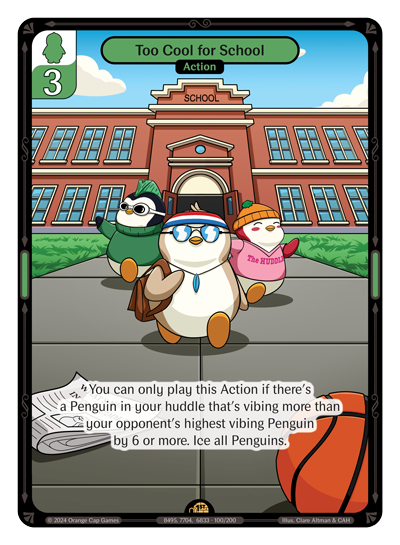 Too Cool for School
Action
3
SCHOOL
The HUDDLE
You can only play this Action if there's
a Penguin in your huddle that's vibing more than
your opponent's highest vibing Penguin
by 6 or more. Ice all Penguins.
© 2024 Orange Cap Games
8495, 7704, 6833 · 100/200
Illus. Clare Altman & CAH